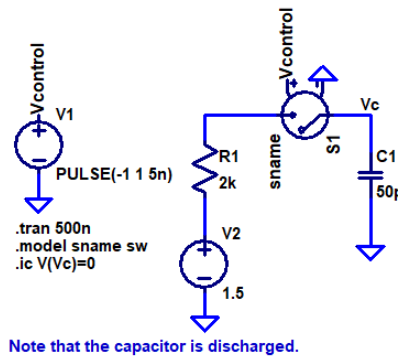 Vcontrol
V1
PULSE(-1 1 5n)
.tran 500n
.model sname sw
.ic V(Vc)=0
Vcontrol
Vc
S1
sname
R1
2k
C1
50p
V2
1.5
Note that the capacitor is discharged.